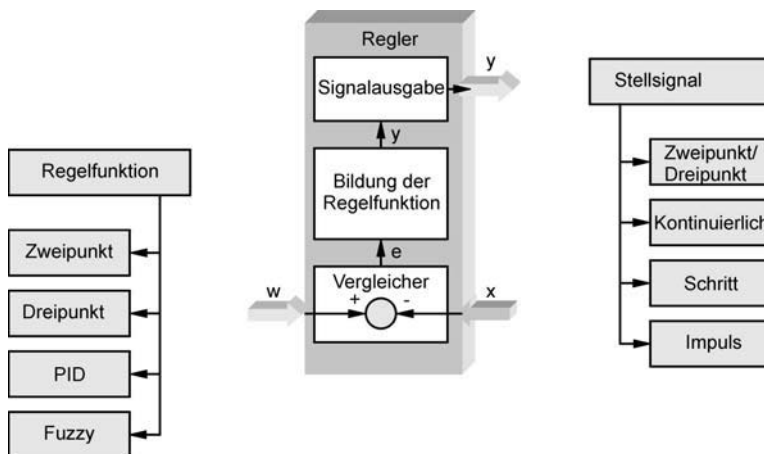 Regler
Signalausgabe
y
y
Bildung der
Regelfunktion
e
Vergleicher
w
+
-
x
Regelfunktion
Zweipunkt
Dreipunkt
PID
Fuzzy
Stellsignal
Zweipunkt/
Dreipunkt
Kontinuierlich
Schritt
Impuls